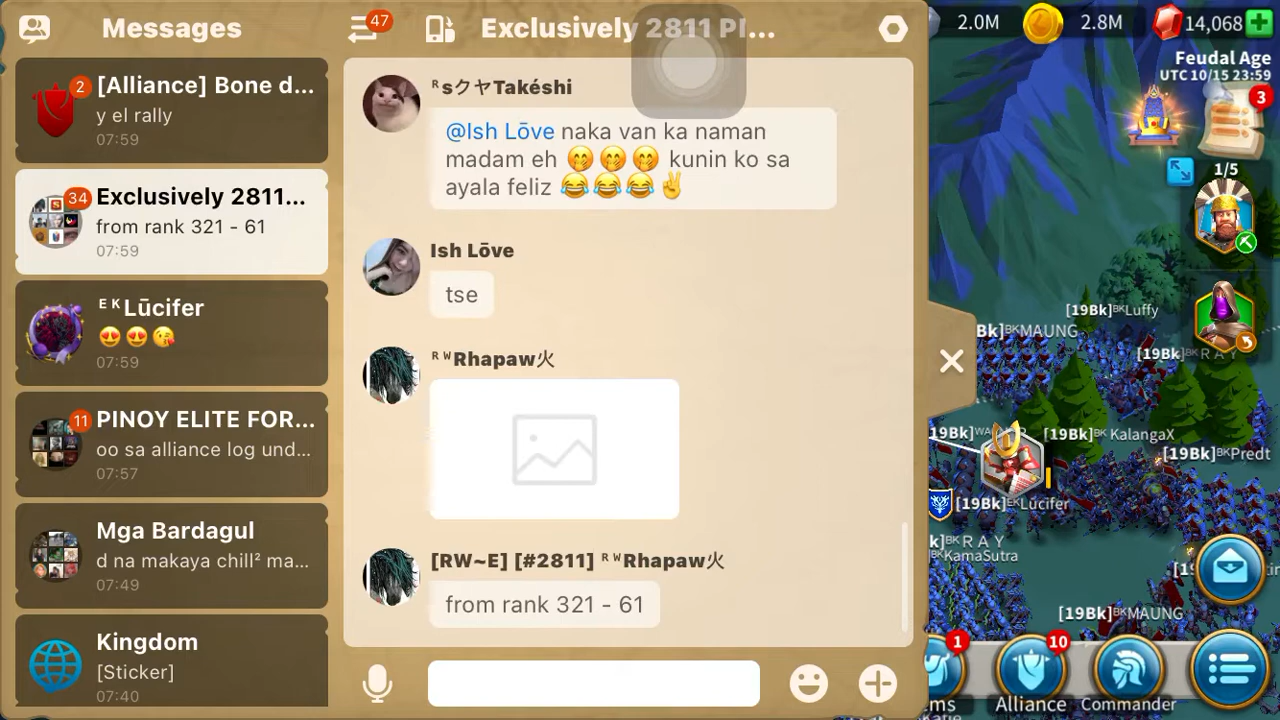 Messages
47
Exclusively 2811 Pl...
2
[Alliance] Bone d...
y el rally
07:59
34
Exclusively 2811...
from rank 321 - 61
07:59
ᴱᴷLūcifer
😍😍😘
07:59
11
PINOY ELITE FOR...
oo sa alliance log und...
07:57
Mga Bardagul
d na makaya chill² ma...
07:49
Kingdom
[Sticker]
07:40
ᴿsクヤTakéshi
@Ish Lōve naka van ka naman
madam eh 🤭🤭🤭 kunin ko sa
ayala feliz 😂😂😂✌️
Ish Lōve
tse
ᴿᵂRhapaw火
[RW~E] [#2811] ᴿᵂRhapaw火
from rank 321 - 61
2.0M
2.8M
14,068
Feudal Age
UTC 10/15 23:59
3
1/5
[19Bk]ᴮᴷLuffy
Bk]ᴮᴷMAUNG
[19Bk]ᴮᴷR A Y
19Bk]ᴮᴷWA
[19Bk]ᴮᴷKalangaX
[19Bk]ᴮᴷPredt
[19Bk]ᴱᴷLūcifer
k]ᴮᴷR A Y
ᴮᴷKamaSutra
[19Bk]ᴮᴷMAUNG
1
10
ms
Alliance
Commander